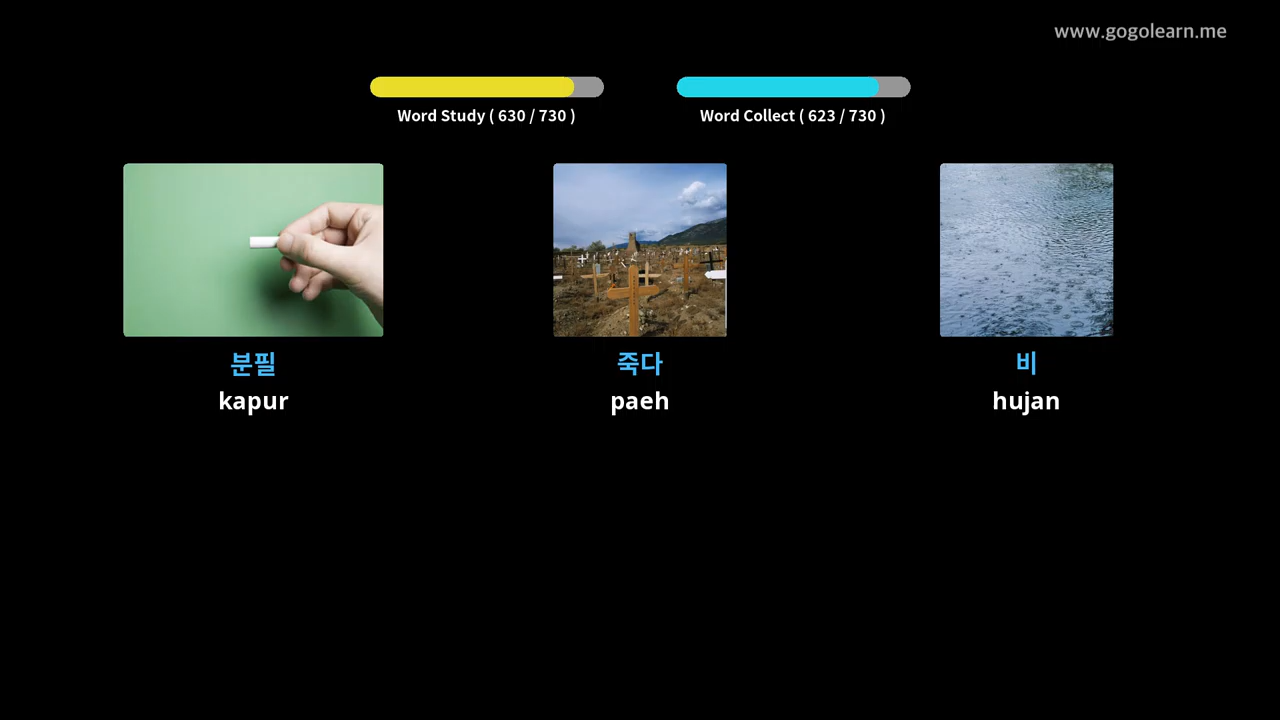 www.gogolearn.me
Word Study ( 630 / 730 )
Word Collect ( 623 / 730 )
분필
kapur
죽다
paeh
비
hujan